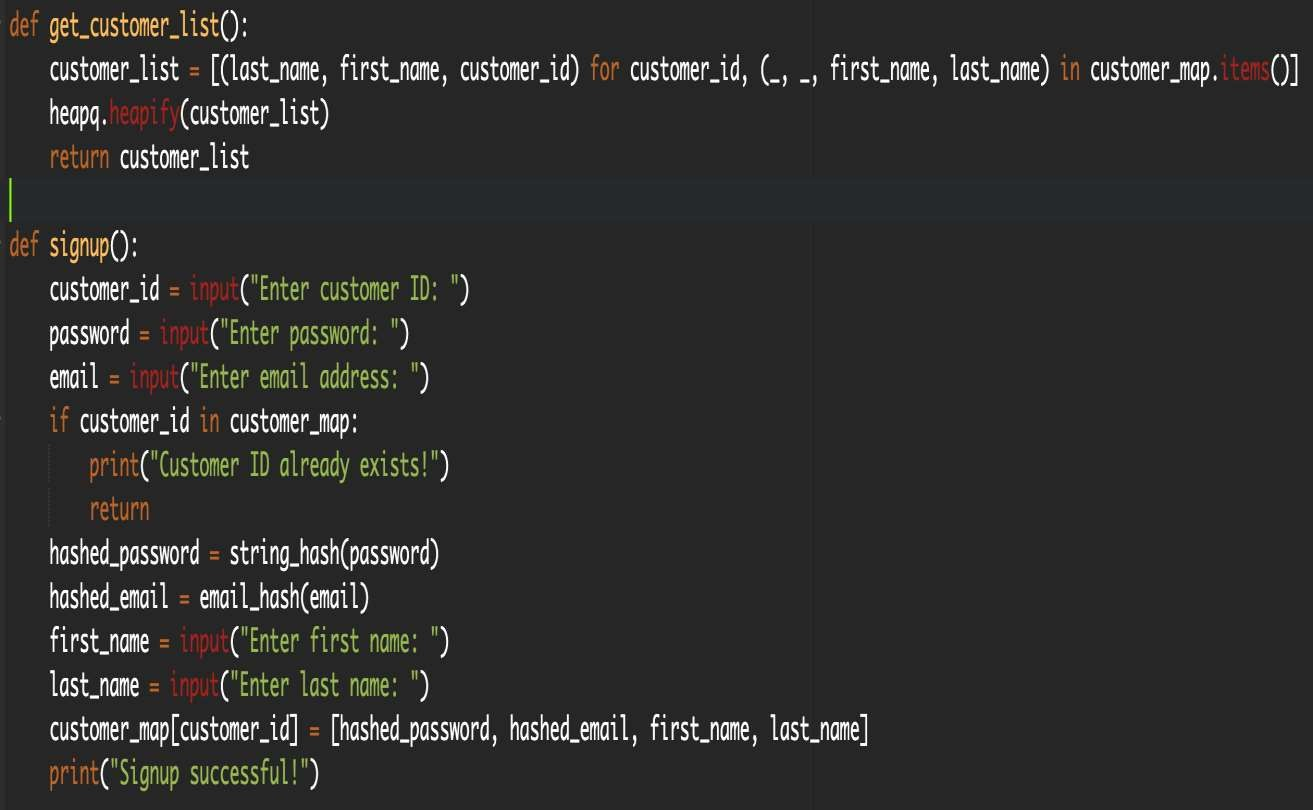 def get_customer_list():
    customer_list = [(last_name, first_name, customer_id) for customer_id, (_, _, first_name, last_name) in customer_map.items()]
    heapq.heapify(customer_list)
    return customer_list

def signup():
    customer_id = input("Enter customer ID: ")
    password = input("Enter password: ")
    email = input("Enter email address: ")
    if customer_id in customer_map:
        print("Customer ID already exists!")
        return
    hashed_password = string_hash(password)
    hashed_email = email_hash(email)
    first_name = input("Enter first name: ")
    last_name = input("Enter last name: ")
    customer_map[customer_id] = [hashed_password, hashed_email, first_name, last_name]
    print("Signup successful!")